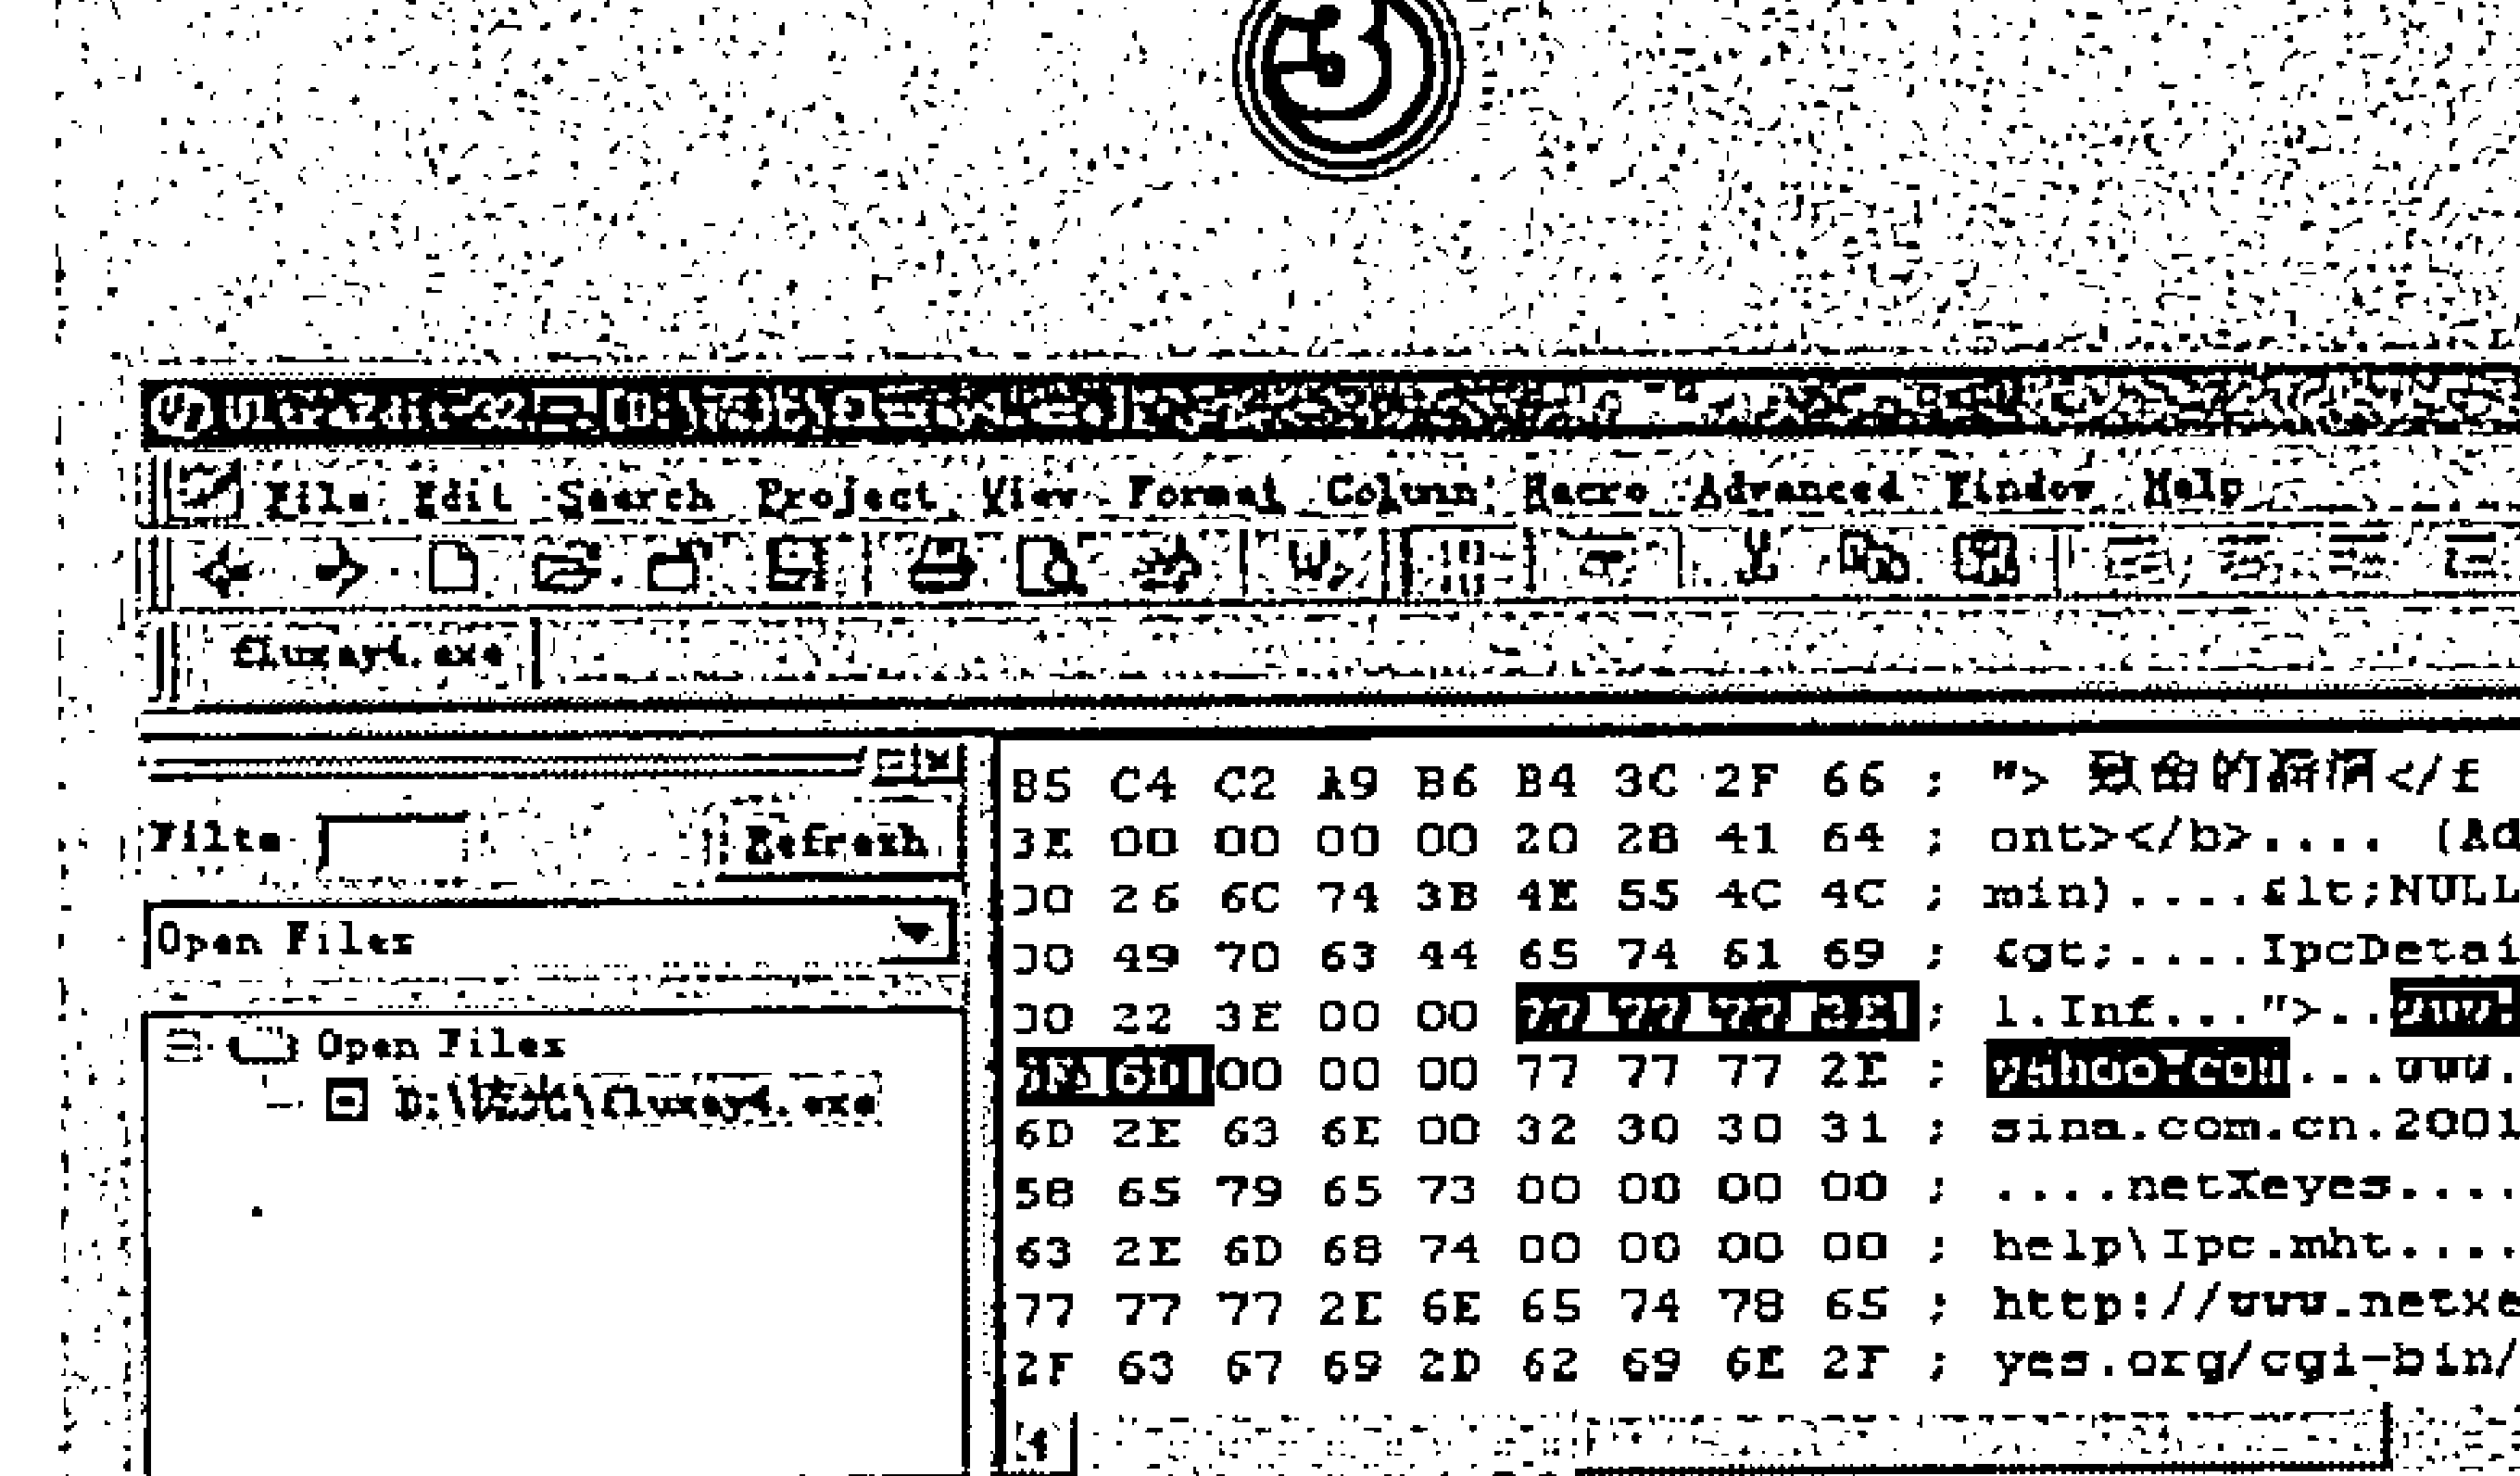 File Edit Search Project View Format Column Macro Advanced Window Help
fluxay4.exe
Filte Refresh
Open Files
Open Files
D:\流光\fluxay4.exe
B5 C4 C2 A9 B6 B4 3C 2F 66 ; "> 的漏洞</f
3E 00 00 00 00 20 28 41 64 ; ont></b>.... (Ad
00 26 6C 74 3B 4E 55 4C 4C ; min)....&lt;NULL
00 49 70 63 44 65 74 61 69 ; &gt;....IpcDetai
00 22 3E 00 00 77 77 77 2E ; l.Inf...">..www.
6F 6D 00 00 00 77 77 77 2E ; yahoo.com...www.
6D 2E 63 6E 00 32 30 30 31 ; sina.com.cn.2001
58 65 79 65 73 00 00 00 00 ; ....netXeyes....
63 2E 6D 68 74 00 00 00 00 ; help\Ipc.mht....
77 77 77 2E 6E 65 74 78 65 ; http://www.netxe
2F 63 67 69 2D 62 69 6E 2F ; yes.org/cgi-bin/